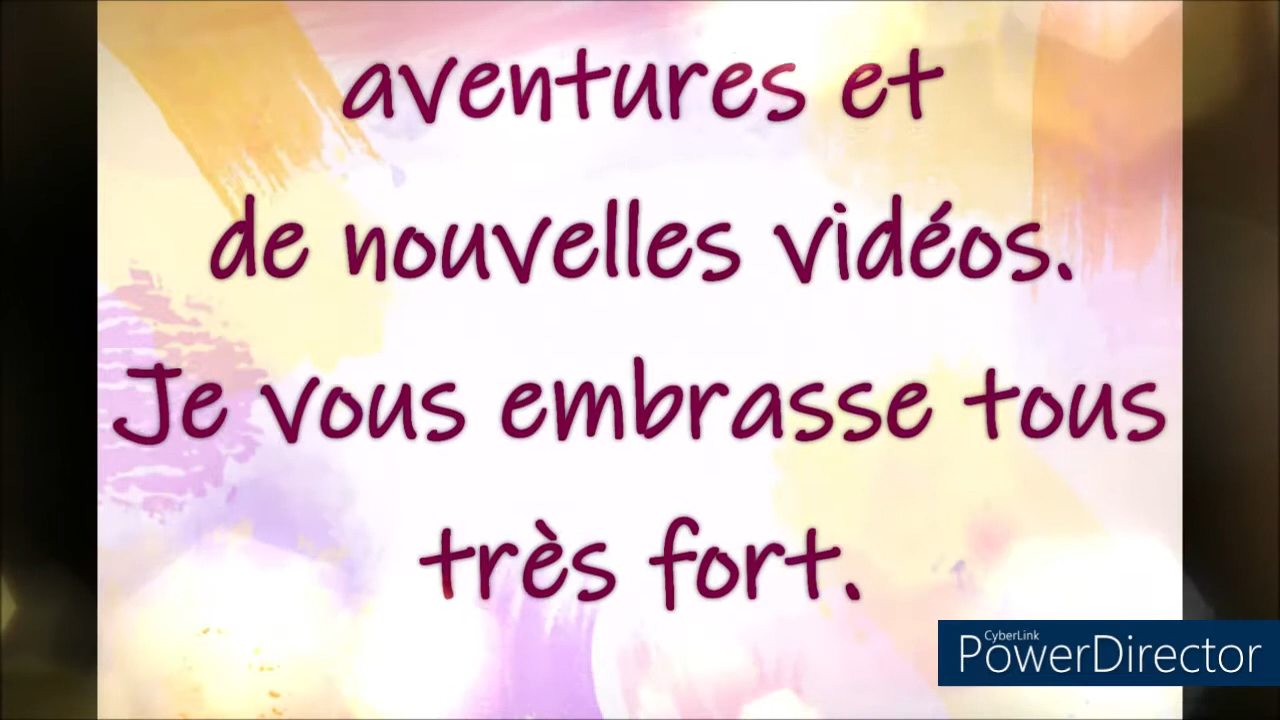 aventures et
de nouvelles vidéos.
Je vous embrasse tous
très fort.
CyberLink
PowerDirector